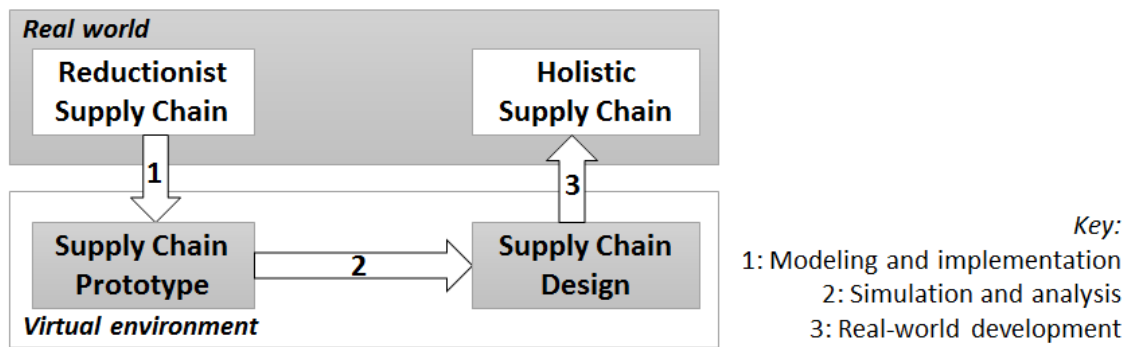 Real world
Reductionist
Supply Chain
Holistic
Supply Chain
1
3
Supply Chain
Prototype
2
Supply Chain
Design
Virtual environment
Key:
1: Modeling and implementation
2: Simulation and analysis
3: Real-world development